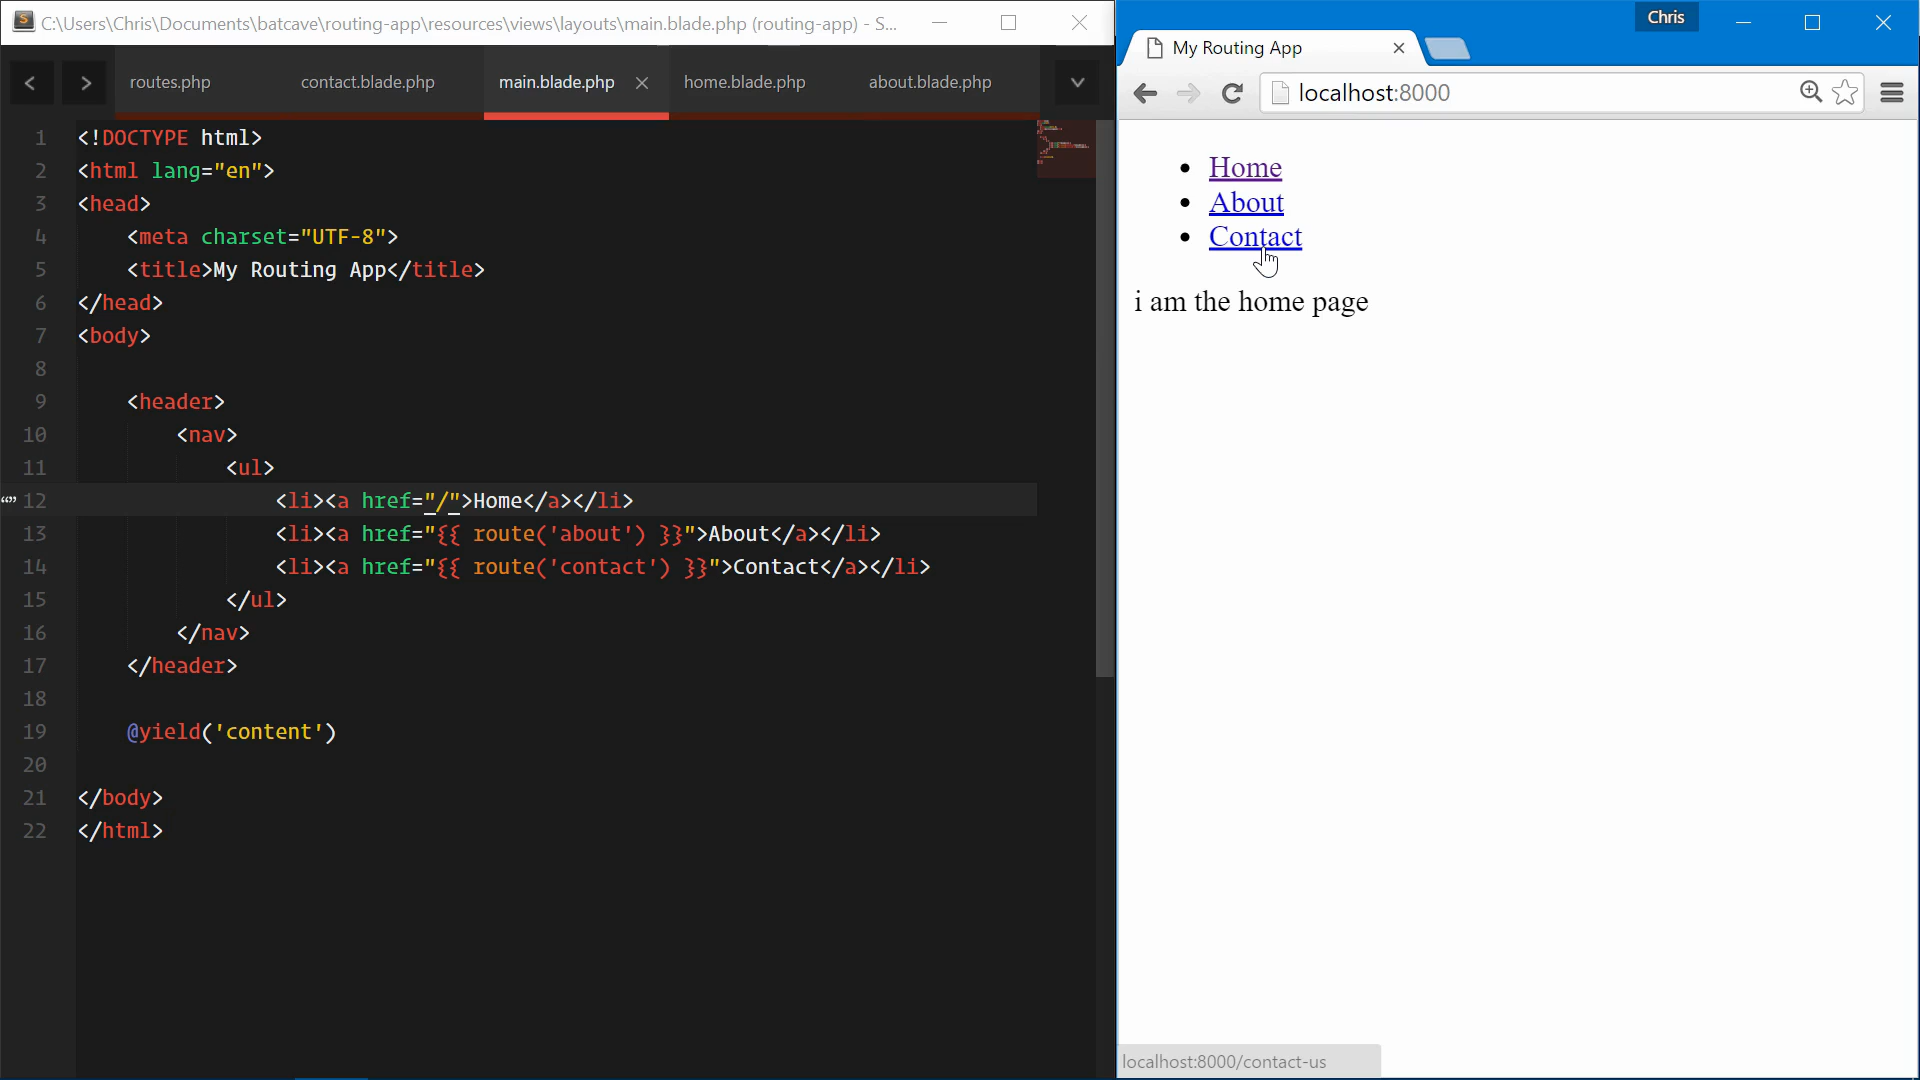 C:\Users\Chris\Documents\batcave\routing-app\resources\views\layouts\main.blade.php (routing-app) - S...
routes.php contact.blade.php main.blade.php home.blade.php about.blade.php
1 <!DOCTYPE html>
2 <html lang="en">
3 <head>
4 <meta charset="UTF-8">
5 <title>My Routing App</title>
6 </head>
7 <body>
8
9 <header>
10 <nav>
11 <ul>
12 <li><a href="/">Home</a></li>
13 <li><a href="{{ route('about') }}">About</a></li>
14 <li><a href="{{ route('contact') }}">Contact</a></li>
15 </ul>
16 </nav>
17 </header>
18
19 @yield('content')
20
21 </body>
22 </html>
Chris
My Routing App
localhost:8000
• Home
• About
• Contact
i am the home page
localhost:8000/contact-us